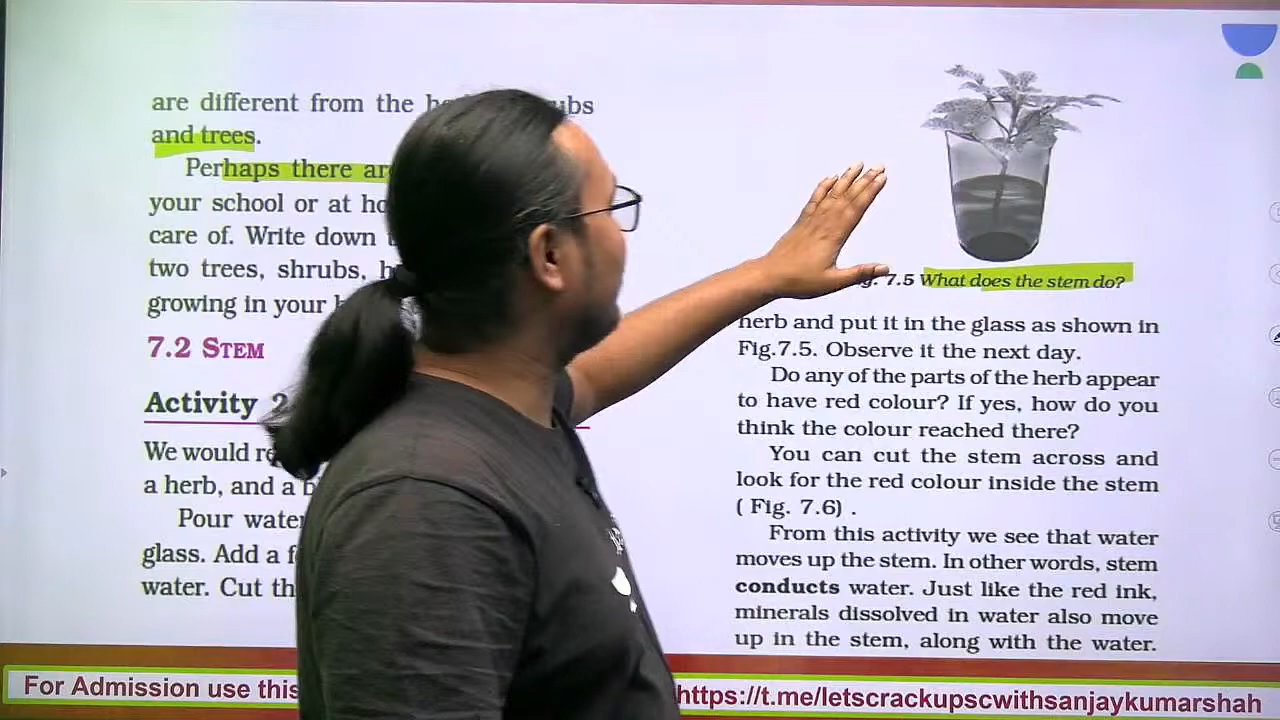 are different from the
and trees.
Perhaps there
your school or at
care of. Write down
two trees, shrubs,
growing in your
7.2 STEM
Activity 2
We would
a herb, and a
Pour water
glass. Add a
water. Cut
7.5 What does the stem do?
herb and put it in the glass as shown in
Fig.7.5. Observe it the next day.
Do any of the parts of the herb appear
to have red colour? If yes, how do you
think the colour reached there?
You can cut the stem across and
look for the red colour inside the stem
( Fig. 7.6) .
From this activity we see that water
moves up the stem. In other words, stem
conducts water. Just like the red ink,
minerals dissolved in water also move
up in the stem, along with the water.
For Admission use this
https://t.me/letscrackupscwithsanjaykumarshah